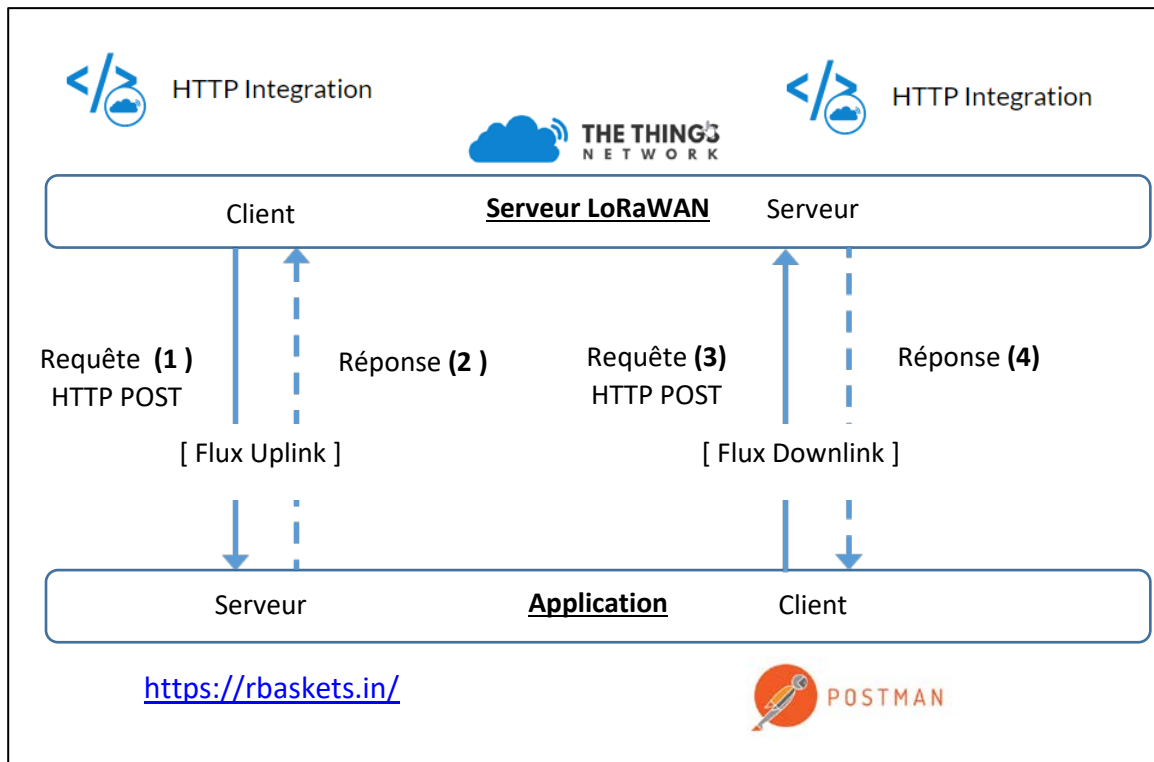 HTTP Integration
HTTP Integration
THE THINGS
NETWORK
Client
Serveur LoRaWAN
Serveur
Requête (1 )
HTTP POST
Réponse (2 )
Requête (3)
HTTP POST
Réponse (4)
[ Flux Uplink ]
[ Flux Downlink ]
Serveur
Application
Client
https://rbaskets.in/
POSTMAN